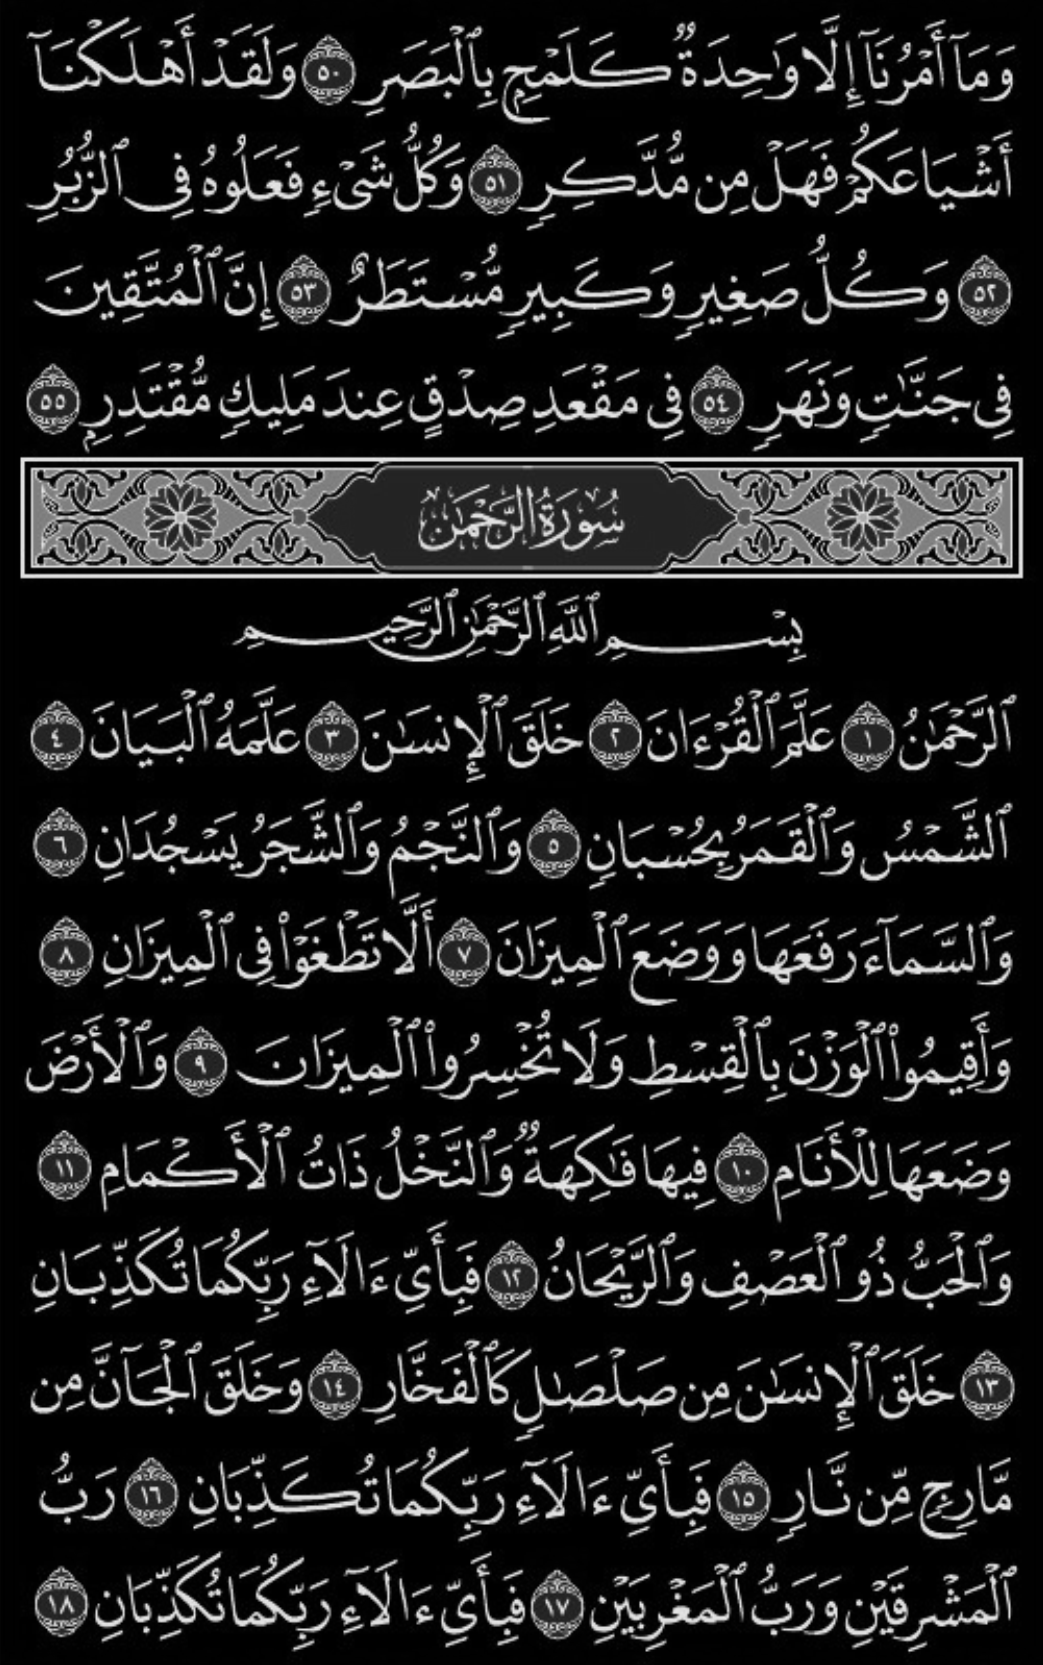 وَمَآ أَمْرُنَآ إِلَّا وَٰحِدَةٌ كَلَمْحٍۭ بِٱلْبَصَرِ ٥٠ وَلَقَدْ أَهْلَكْنَآ
أَشْيَاعَكُمْ فَهَلْ مِن مُّدَّكِرٍ ٥١ وَكُلُّ شَىْءٍ فَعَلُوهُ فِى ٱلزُّبُرِ
٥٢ وَكُلُّ صَغِيرٍ وَكَبِيرٍ مُّسْتَطَرٌ ٥٣ إِنَّ ٱلْمُتَّقِينَ
فِى جَنَّـٰتٍ وَنَهَرٍ ٥٤ فِى مَقْعَدِ صِدْقٍ عِندَ مَلِيكٍ مُّقْتَدِرٍۭ ٥٥
سُورَةُ الرَّحْمَٰن
بِسْمِ ٱللَّهِ ٱلرَّحْمَـٰنِ ٱلرَّحِيمِ
ٱلرَّحْمَـٰنُ ١ عَلَّمَ ٱلْقُرْءَانَ ٢ خَلَقَ ٱلْإِنسَـٰنَ ٣ عَلَّمَهُ ٱلْبَيَانَ ٤
ٱلشَّمْسُ وَٱلْقَمَرُ بِحُسْبَانٍ ٥ وَٱلنَّجْمُ وَٱلشَّجَرُ يَسْجُدَانِ ٦
وَٱلسَّمَآءَ رَفَعَهَا وَوَضَعَ ٱلْمِيزَانَ ٧ أَلَّا تَطْغَوْا۟ فِى ٱلْمِيزَانِ ٨
وَأَقِيمُوا۟ ٱلْوَزْنَ بِٱلْقِسْطِ وَلَا تُخْسِرُوا۟ ٱلْمِيزَانَ ٩ وَٱلْأَرْضَ
وَضَعَهَا لِلْأَنَامِ ١٠ فِيهَا فَـٰكِهَةٌ وَٱلنَّخْلُ ذَاتُ ٱلْأَكْمَامِ ١١
وَٱلْحَبُّ ذُو ٱلْعَصْفِ وَٱلرَّيْحَانُ ١٢ فَبِأَىِّ ءَالَآءِ رَبِّكُمَا تُكَذِّبَانِ
١٣ خَلَقَ ٱلْإِنسَـٰنَ مِن صَلْصَـٰلٍ كَٱلْفَخَّارِ ١٤ وَخَلَقَ ٱلْجَآنَّ مِن
مَّارِجٍ مِّن نَّارٍ ١٥ فَبِأَىِّ ءَالَآءِ رَبِّكُمَا تُكَذِّبَانِ ١٦ رَبُّ
ٱلْمَشْرِقَيْنِ وَرَبُّ ٱلْمَغْرِبَيْنِ ١٧ فَبِأَىِّ ءَالَآءِ رَبِّكُمَا تُكَذِّبَانِ ١٨